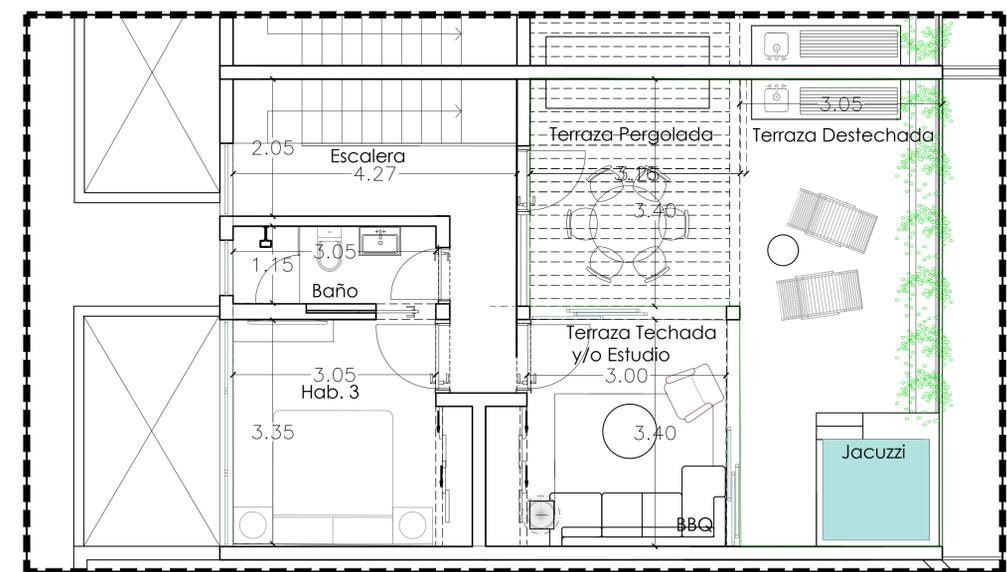 3.05
Terraza Pergolada
Terraza Destechada
2.05
Escalera
4.27
3.40
3.05
1.15
Baño
Terraza Techada
y/o Estudio
3.05
3.00
Hab. 3
3.35
3.40
Jacuzzi
BBQ